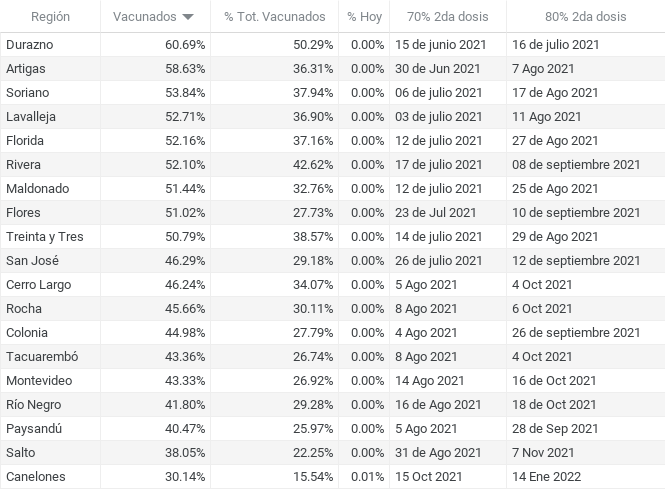 Región Vacunados % Tot. Vacunados % Hoy 70% 2da dosis 80% 2da dosis
Durazno 60.69% 50.29% 0.00% 15 de junio 2021 16 de julio 2021
Artigas 58.63% 36.31% 0.00% 30 de Jun 2021 7 Ago 2021
Soriano 53.84% 37.94% 0.00% 06 de julio 2021 17 de Ago 2021
Lavalleja 52.71% 36.90% 0.00% 03 de julio 2021 11 Ago 2021
Florida 52.16% 37.16% 0.00% 12 de julio 2021 27 de Ago 2021
Rivera 52.10% 42.62% 0.00% 17 de julio 2021 08 de septiembre 2021
Maldonado 51.44% 32.76% 0.00% 12 de julio 2021 25 de Ago 2021
Flores 51.02% 27.73% 0.00% 23 de Jul 2021 10 de septiembre 2021
Treinta y Tres 50.79% 38.57% 0.00% 14 de julio 2021 29 de Ago 2021
San José 46.29% 29.18% 0.00% 26 de julio 2021 12 de septiembre 2021
Cerro Largo 46.24% 34.07% 0.00% 5 Ago 2021 4 Oct 2021
Rocha 45.66% 30.11% 0.00% 8 Ago 2021 6 Oct 2021
Colonia 44.98% 27.79% 0.00% 4 Ago 2021 26 de septiembre 2021
Tacuarembó 43.36% 26.74% 0.00% 8 Ago 2021 4 Oct 2021
Montevideo 43.33% 26.92% 0.00% 14 Ago 2021 16 de Oct 2021
Río Negro 41.80% 29.28% 0.00% 16 de Ago 2021 18 de Oct 2021
Paysandú 40.47% 25.97% 0.00% 5 Ago 2021 28 de Sep 2021
Salto 38.05% 22.25% 0.00% 31 de Ago 2021 7 Nov 2021
Canelones 30.14% 15.54% 0.01% 15 Oct 2021 14 Ene 2022